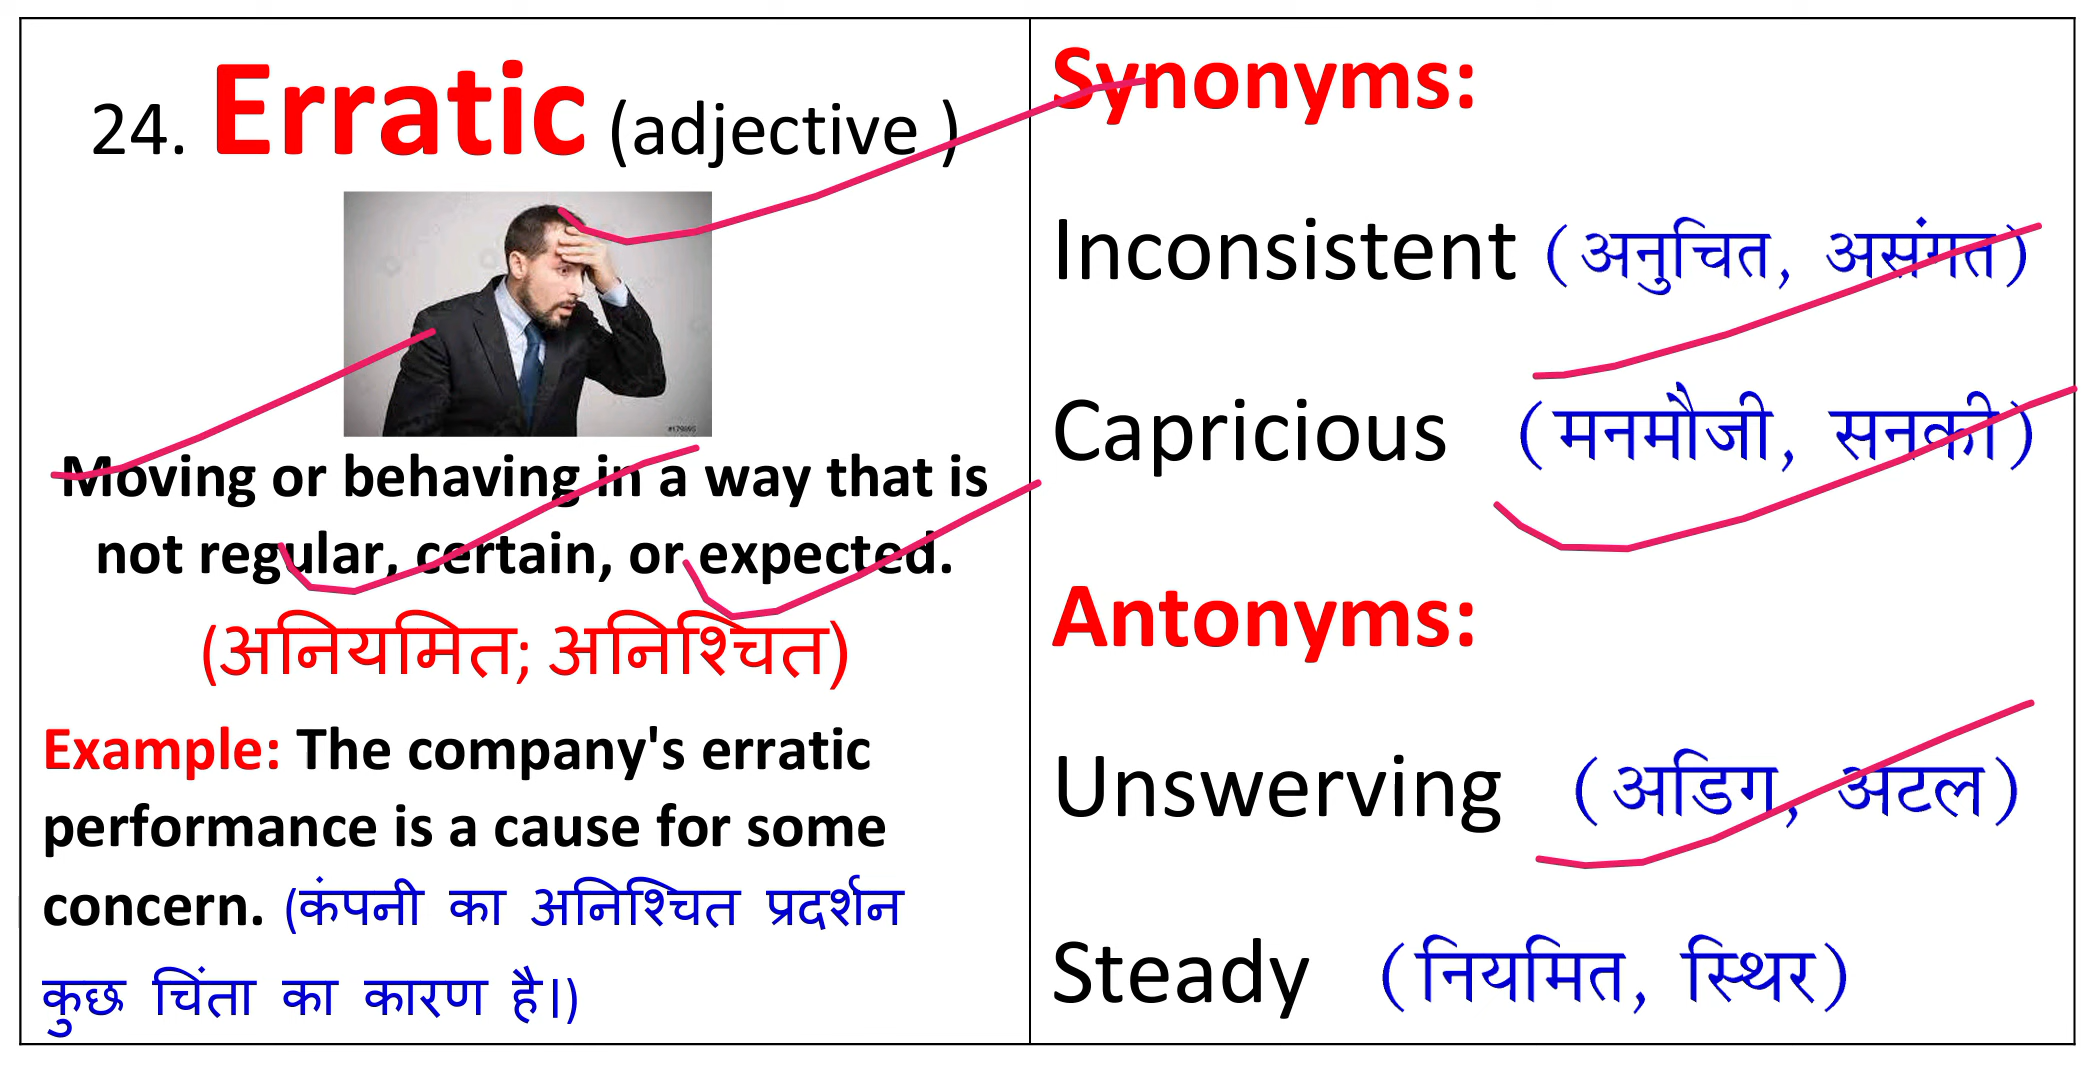 24. Erratic (adjective )
#179895
Moving or behaving in a way that is
not regular, certain, or expected.
(अनियमित; अनिश्चित)
Example: The company's erratic
performance is a cause for some
concern. (कंपनी का अनिश्चित प्रदर्शन
कुछ चिंता का कारण है।)
Synonyms:
Inconsistent (अनुचित, असंगत)
Capricious (मनमौजी, सनकी)
Antonyms:
Unswerving (अडिग, अटल)
Steady (नियमित, स्थिर)